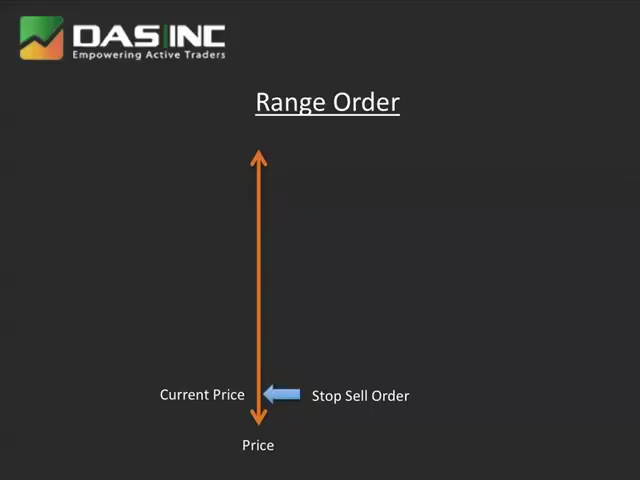 DAS|INC
Empowering Active Traders
Range Order
Current Price
Stop Sell Order
Price